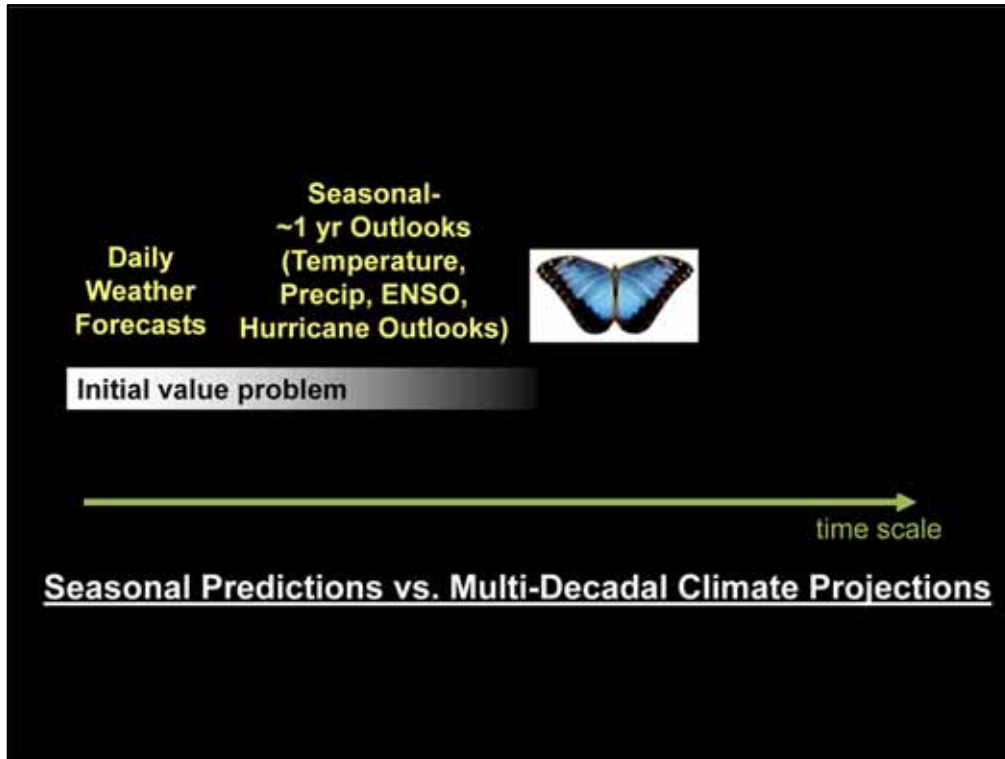 Seasonal-
~1 yr Outlooks
(Temperature,
Precip, ENSO,
Hurricane Outlooks)
Daily
Weather
Forecasts
Initial value problem
time scale
Seasonal Predictions vs. Multi-Decadal Climate Projections